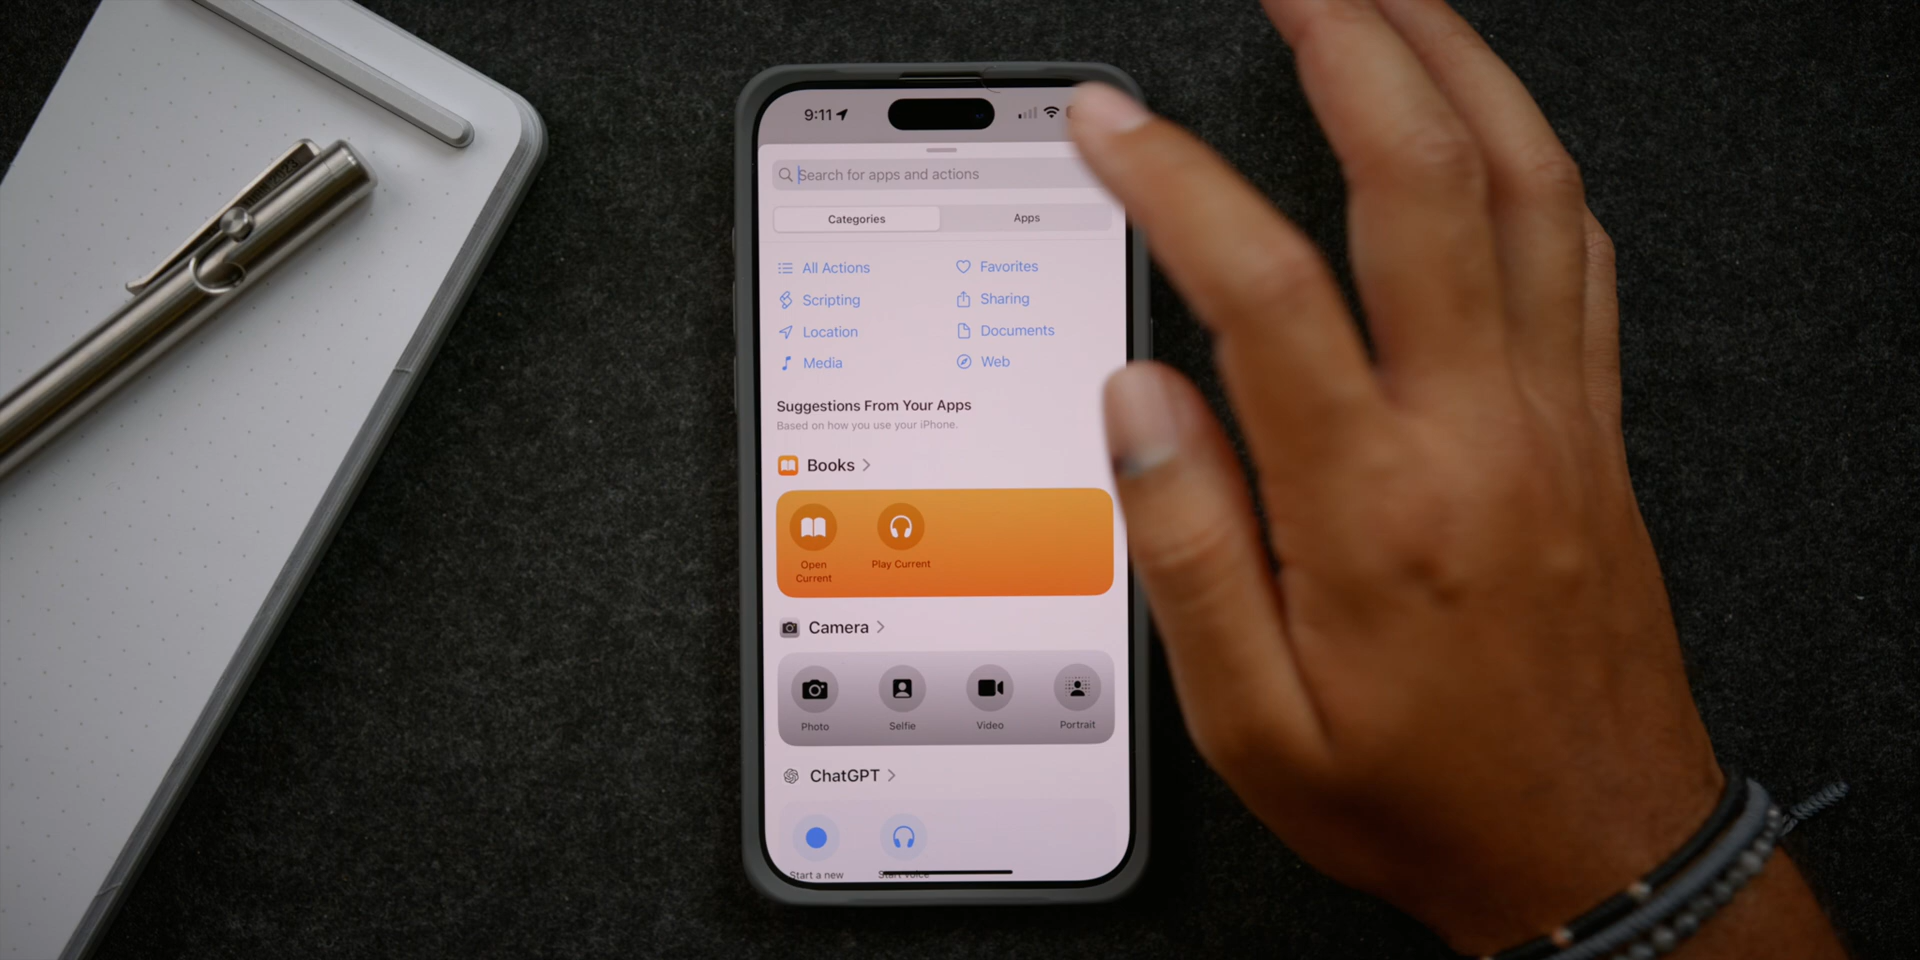 9:11
Search for apps and actions
Categories
Apps
All Actions
Favorites
Scripting
Sharing
Location
Documents
Media
Web
Suggestions From Your Apps
Based on how you use your iPhone.
Books
Open
Current
Play Current
Camera
Photo
Selfie
Video
Portrait
ChatGPT
Start a new
Start voice